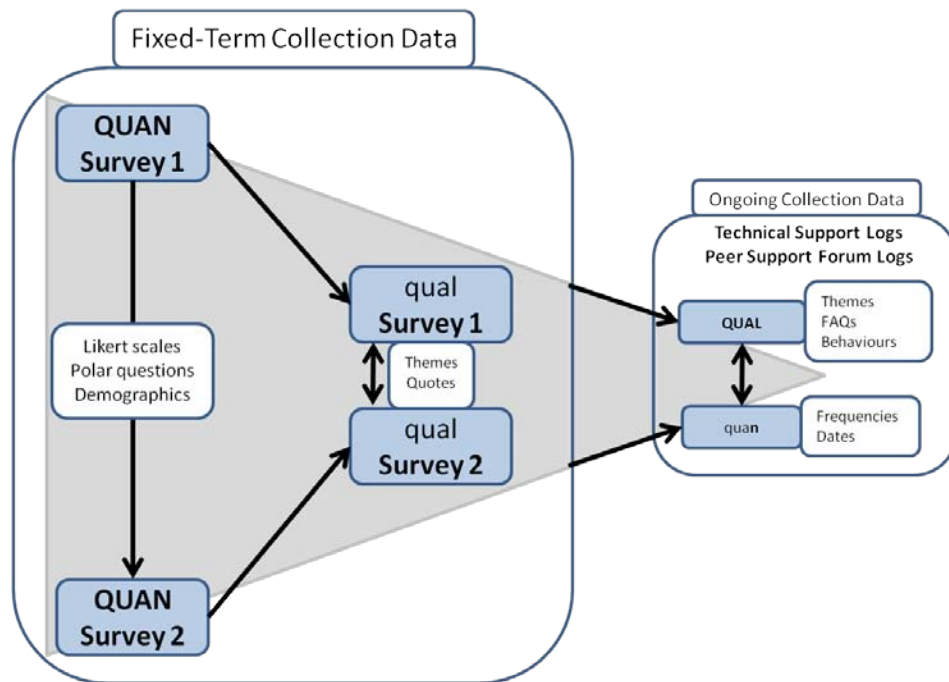 Fixed-Term Collection Data
QUAN
Survey 1
Likert scales
Polar questions
Demographics
QUAN
Survey 2
qual
Survey 1
Themes
Quotes
qual
Survey 2
Ongoing Collection Data
Technical Support Logs
Peer Support Forum Logs
QUAL
Themes
FAQs
Behaviours
quan
Frequencies
Dates